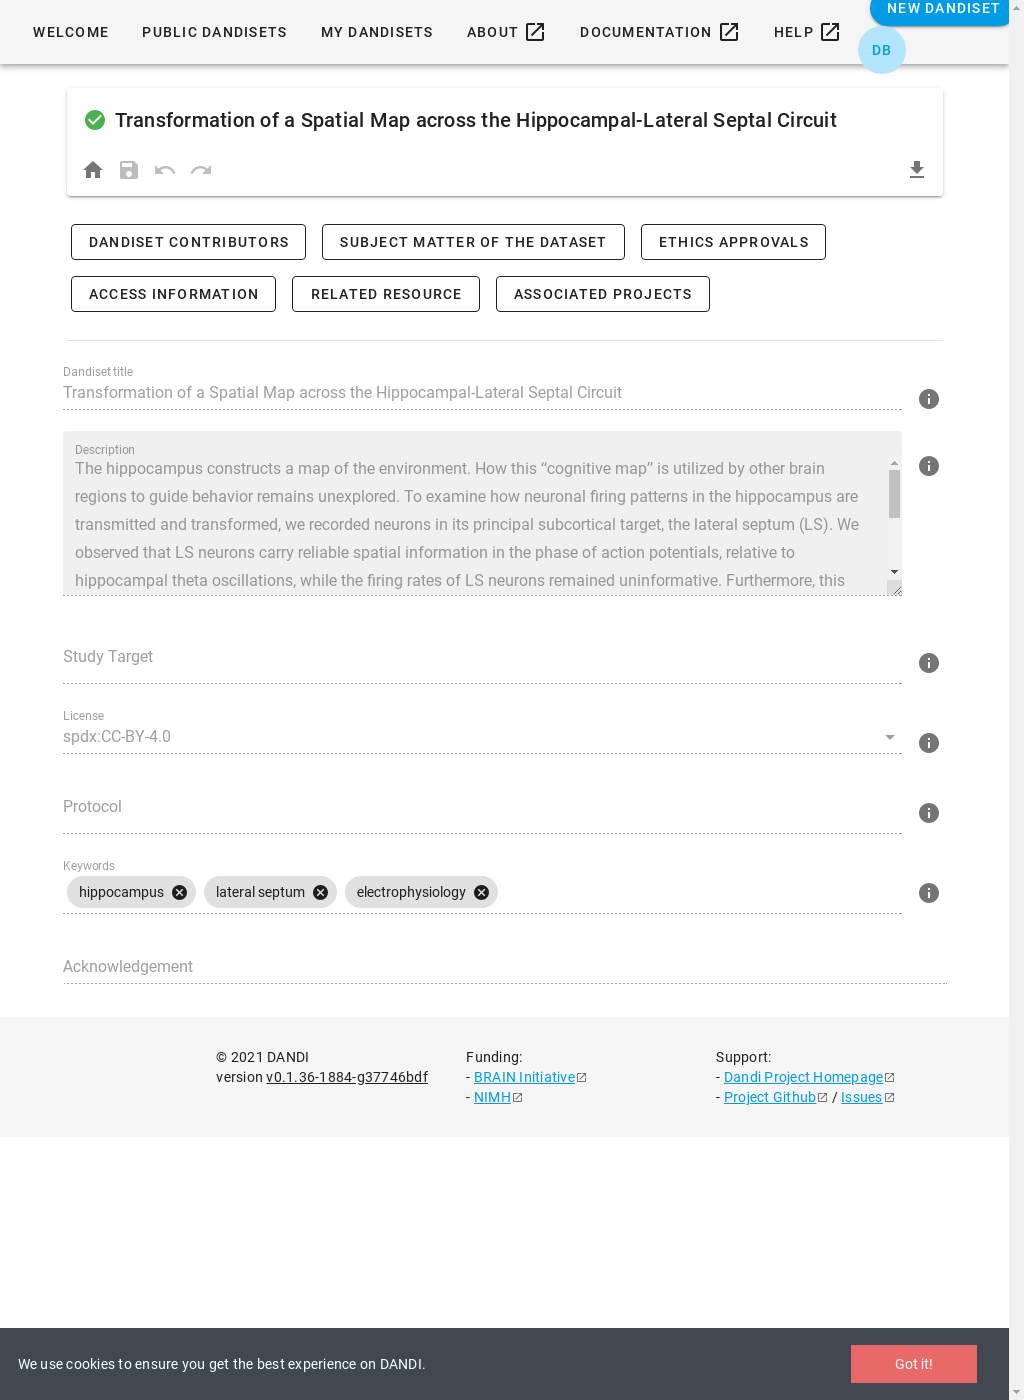 WELCOME PUBLIC DANDISETS MY DANDISETS ABOUT DOCUMENTATION HELP NEW DANDISET
DB
Transformation of a Spatial Map across the Hippocampal-Lateral Septal Circuit
DANDISET CONTRIBUTORS SUBJECT MATTER OF THE DATASET ETHICS APPROVALS
ACCESS INFORMATION RELATED RESOURCE ASSOCIATED PROJECTS
Dandiset title
Transformation of a Spatial Map across the Hippocampal-Lateral Septal Circuit
Description
The hippocampus constructs a map of the environment. How this “cognitive map” is utilized by other brain
regions to guide behavior remains unexplored. To examine how neuronal firing patterns in the hippocampus are
transmitted and transformed, we recorded neurons in its principal subcortical target, the lateral septum (LS). We
observed that LS neurons carry reliable spatial information in the phase of action potentials, relative to
hippocampal theta oscillations, while the firing rates of LS neurons remained uninformative. Furthermore, this
Study Target
License
spdx:CC-BY-4.0
Protocol
Keywords
hippocampus lateral septum electrophysiology
Acknowledgement
© 2021 DANDI
version v0.1.36-1884-g37746bdf
Funding:
- BRAIN Initiative
- NIMH
Support:
- Dandi Project Homepage
- Project Github / Issues
We use cookies to ensure you get the best experience on DANDI.
Got it!